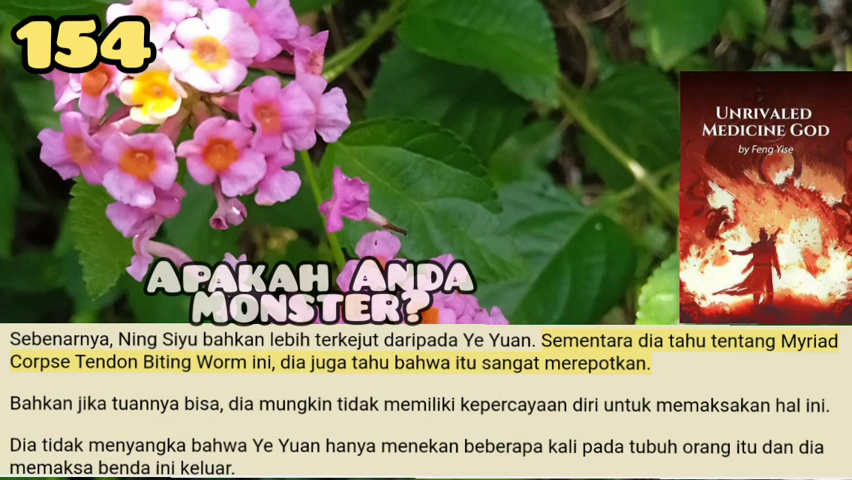 154
UNRIVALED
MEDICINE GOD
by Feng Yise
APAKAH ANDA
MONSTER?
Sebenarnya, Ning Siyu bahkan lebih terkejut daripada Ye Yuan. Sementara dia tahu tentang Myriad
Corpse Tendon Biting Worm ini, dia juga tahu bahwa itu sangat merepotkan.
Bahkan jika tuannya bisa, dia mungkin tidak memiliki kepercayaan diri untuk memaksakan hal ini.
Dia tidak menyangka bahwa Ye Yuan hanya menekan beberapa kali pada tubuh orang itu dan dia
memaksa benda ini keluar.